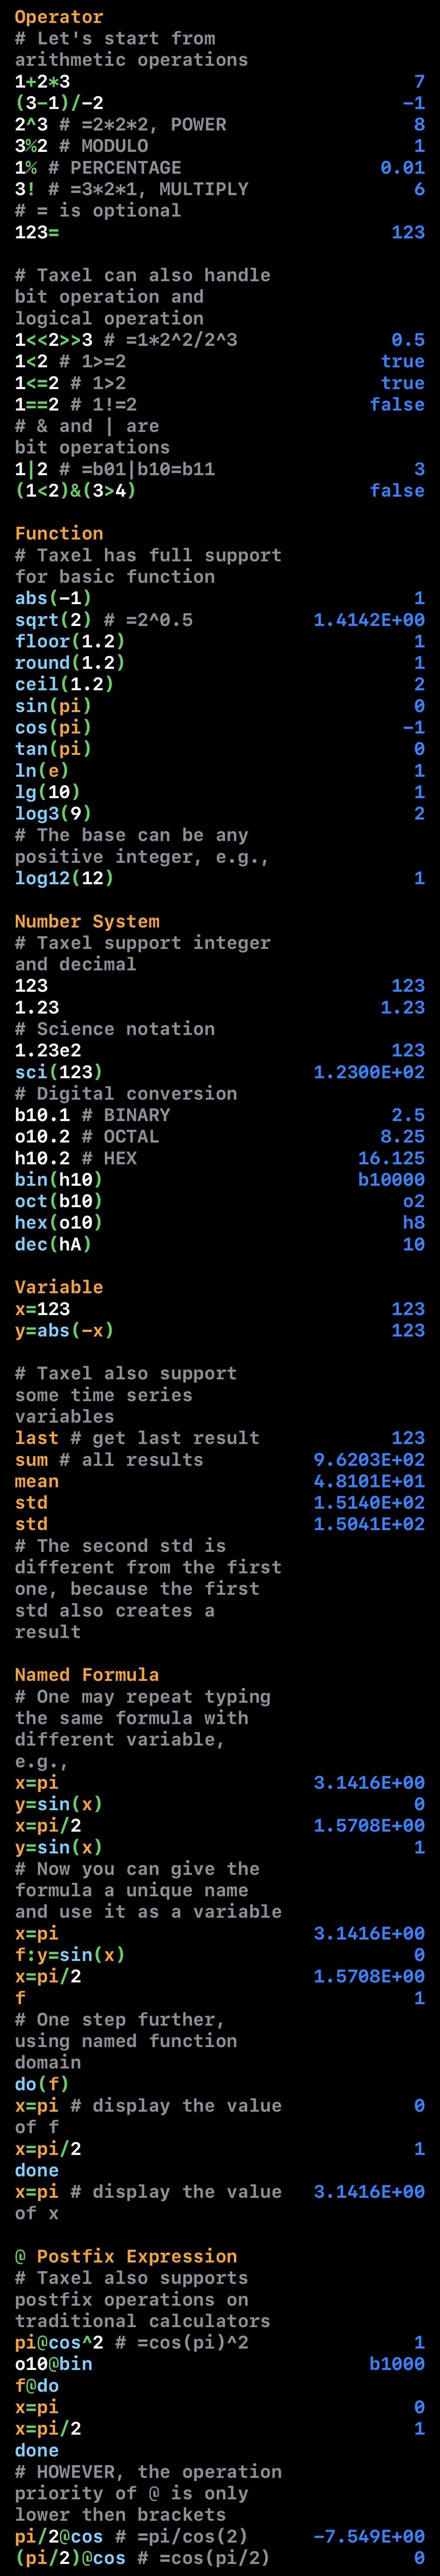 Operator
# Let's start from
arithmetic operations
1+2*3 7
(3-1)/-2 -1
2^3 # =2*2*2, POWER 8
3%2 # MODULO 1
1% # PERCENTAGE 0.01
3! # =3*2*1, MULTIPLY 6
# = is optional
123= 123
# Taxel can also handle
bit operation and
logical operation
1<<2>>3 # =1*2^2/2^3 0.5
1<2 # 1>=2 true
1<=2 # 1>2 true
1==2 # 1!=2 false
# & and | are
bit operations
1|2 # =b01|b10=b11 3
(1<2)&(3>4) false
Function
# Taxel has full support
for basic function
abs(-1) 1
sqrt(2) # =2^0.5 1.4142E+00
floor(1.2) 1
round(1.2) 1
ceil(1.2) 2
sin(pi) 0
cos(pi) -1
tan(pi) 0
ln(e) 1
lg(10) 1
log3(9) 2
# The base can be any
positive integer, e.g.,
log12(12) 1
Number System
# Taxel support integer
and decimal
123 123
1.23 1.23
# Science notation
1.23e2 123
sci(123) 1.2300E+02
# Digital conversion
b10.1 # BINARY 2.5
o10.2 # OCTAL 8.25
h10.2 # HEX 16.125
bin(h10) b10000
oct(b10) o2
hex(o10) h8
dec(hA) 10
Variable
x=123 123
y=abs(-x) 123
# Taxel also support
some time series
variables
last # get last result 123
sum # all results 9.6203E+02
mean 4.8101E+01
std 1.5140E+02
std 1.5041E+02
# The second std is
different from the first
one, because the first
std also creates a
result
Named Formula
# One may repeat typing
the same formula with
different variable,
e.g.,
x=pi 3.1416E+00
y=sin(x) 0
x=pi/2 1.5708E+00
y=sin(x) 1
# Now you can give the
formula a unique name
and use it as a variable
x=pi 3.1416E+00
f:y=sin(x) 0
x=pi/2 1.5708E+00
f 1
# One step further,
using named function
domain
do(f)
x=pi # display the value 0
of f
x=pi/2 1
done
x=pi # display the value 3.1416E+00
of x
@ Postfix Expression
# Taxel also supports
postfix operations on
traditional calculators
pi@cos^2 # =cos(pi)^2 1
o10@bin b1000
f@do
x=pi 0
x=pi/2 1
done
# HOWEVER, the operation
priority of @ is only
lower then brackets
pi/2@cos # =pi/cos(2) -7.549E+00
(pi/2)@cos # =cos(pi/2) 0